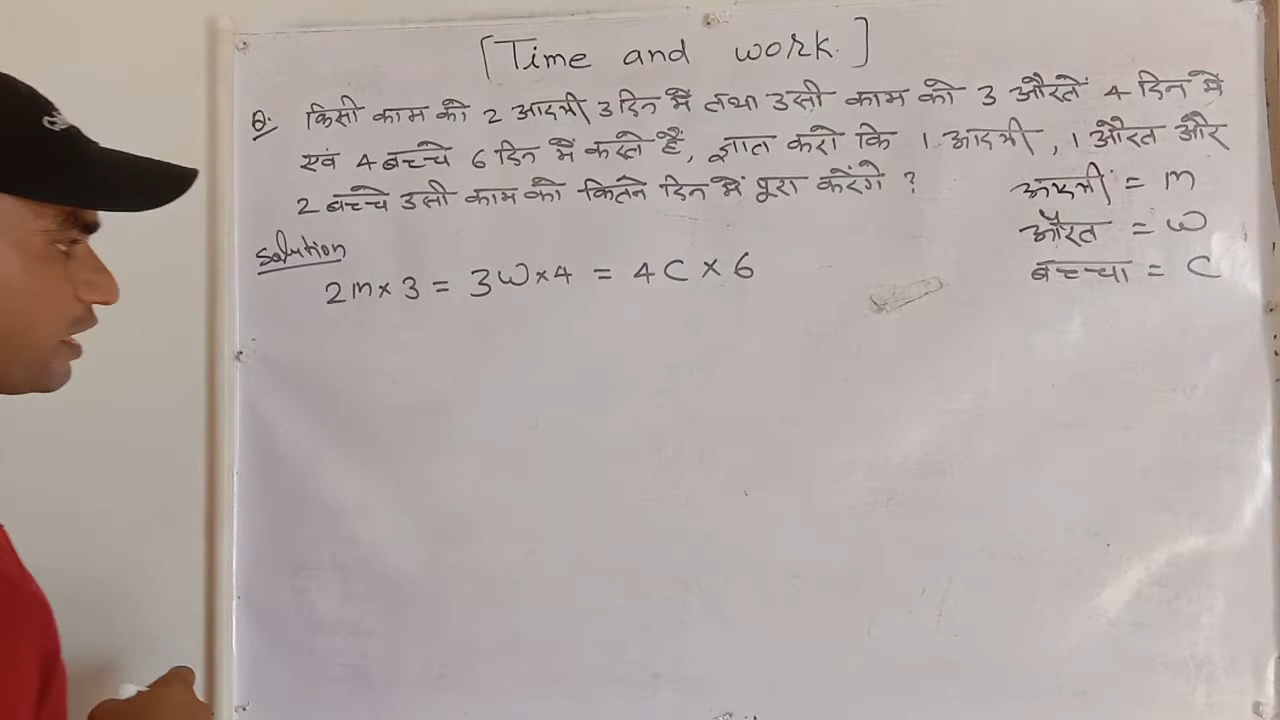 [Time and work.]
Q. किसी काम को 2 आदमी 3 दिन में तथा उसी काम को 3 औरतें 4 दिन में
एवं 4 बच्चे 6 दिन में करते हैं, ज्ञात करो कि 1 आदमी, 1 औरत और
2 बच्चे उसी काम को कितने दिन में पूरा करेंगे ?
आदमी = m
औरत = W
बच्चा = C
Solution
2m × 3 = 3W × 4 = 4C × 6